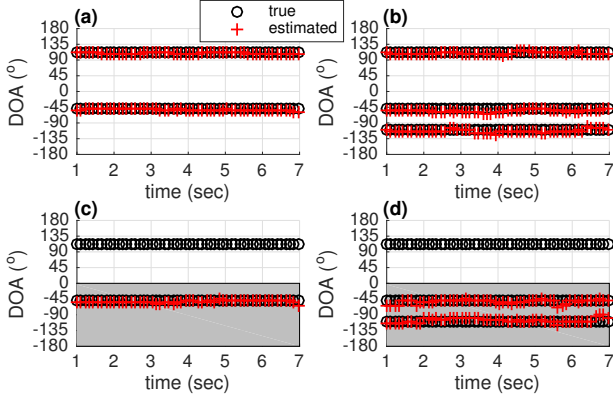 true
estimated
(a)
180
135
90
45
0
-45
-90
-135
-180
DOA (°)
1 2 3 4 5 6 7
time (sec)
(b)
180
135
90
45
0
-45
-90
-135
-180
DOA (°)
1 2 3 4 5 6 7
time (sec)
(c)
180
135
90
45
0
-45
-90
-135
-180
DOA (°)
1 2 3 4 5 6 7
time (sec)
(d)
180
135
90
45
0
-45
-90
-135
-180
DOA (°)
1 2 3 4 5 6 7
time (sec)